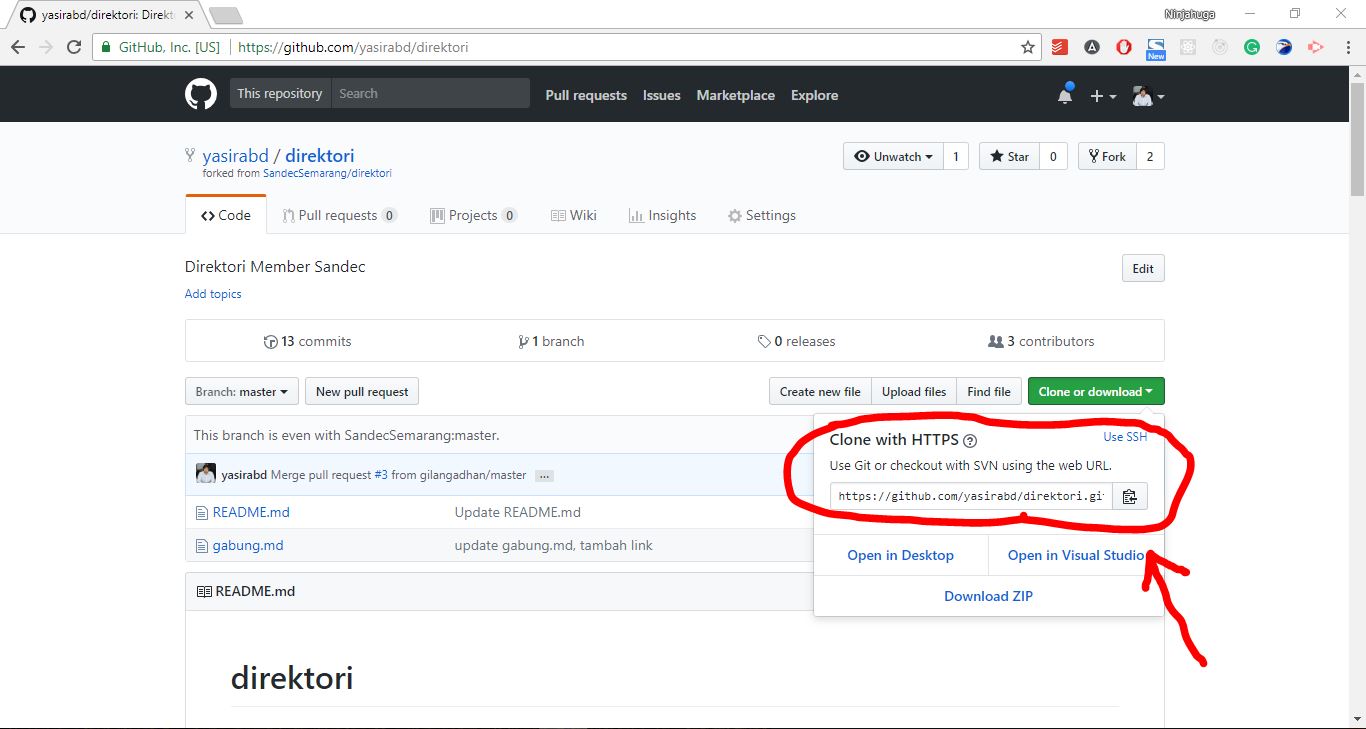 yasirabd/direktori: Direkt
Ninjahuga
GitHub, Inc. [US] https://github.com/yasirabd/direktori
New
This repository Search Pull requests Issues Marketplace Explore
yasirabd / direktori Unwatch 1 Star 0 Fork 2
forked from SandecSemarang/direktori
Code Pull requests 0 Projects 0 Wiki Insights Settings
Direktori Member Sandec Edit
Add topics
13 commits 1 branch 0 releases 3 contributors
Branch: master New pull request Create new file Upload files Find file Clone or download
This branch is even with SandecSemarang:master.
Clone with HTTPS ? Use SSH
Use Git or checkout with SVN using the web URL.
https://github.com/yasirabd/direktori.gi
yasirabd Merge pull request #3 from gilangadhan/master ...
README.md Update README.md
gabung.md update gabung.md, tambah link
Open in Desktop Open in Visual Studio
Download ZIP
README.md
direktori